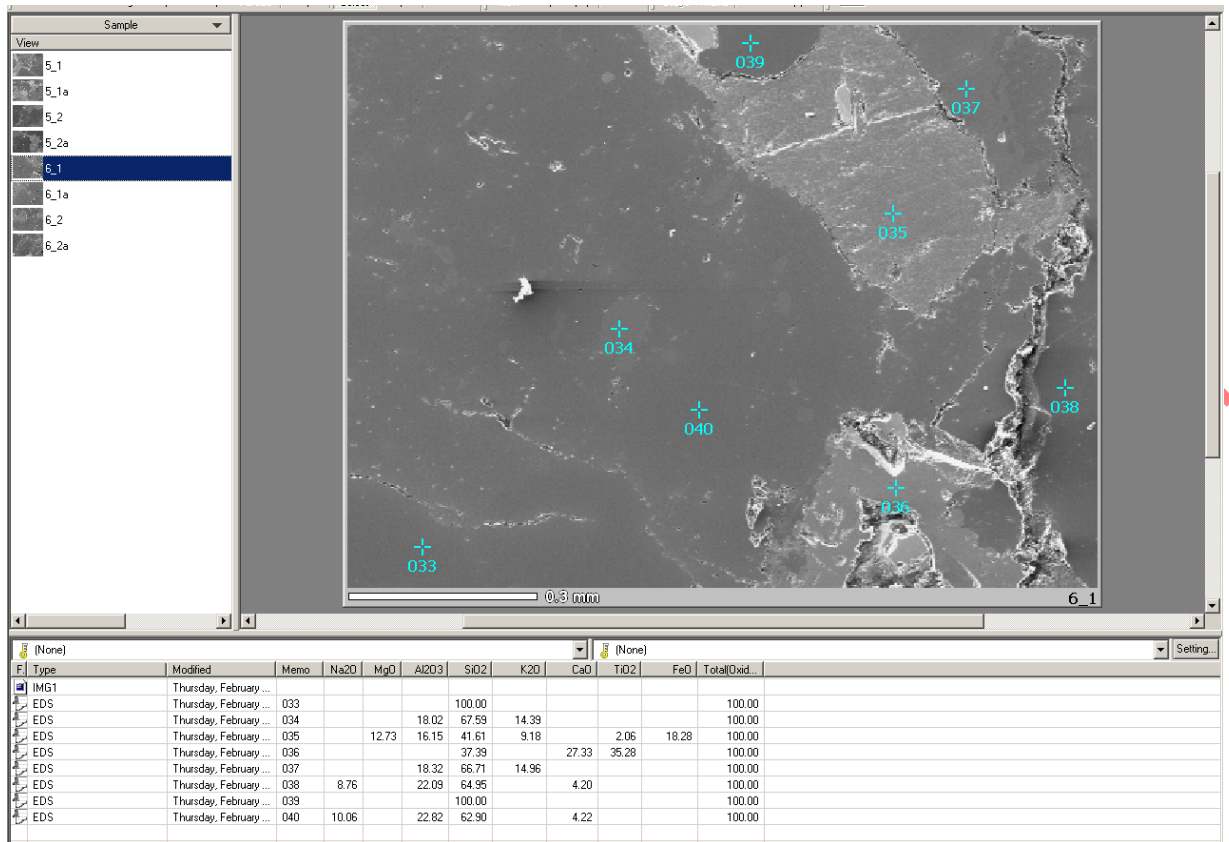 Sample
View
5_1
5_1a
5_2
5_2a
6_1
6_1a
6_2
6_2a
039
037
035
034
038
040
036
033
0.3 mm 6_1
(None) (None) Setting...
F. Type Modified Memo Na2O MgO Al2O3 SiO2 K2O CaO TiO2 FeO Total(Oxid...
IMG1 Thursday, February ...
EDS Thursday, February ... 033 100.00 100.00
EDS Thursday, February ... 034 18.02 67.59 14.39 100.00
EDS Thursday, February ... 035 12.73 16.15 41.61 9.18 2.06 18.28 100.00
EDS Thursday, February ... 036 37.39 27.33 35.28 100.00
EDS Thursday, February ... 037 18.32 66.71 14.96 100.00
EDS Thursday, February ... 038 8.76 22.09 64.95 4.20 100.00
EDS Thursday, February ... 039 100.00 100.00
EDS Thursday, February ... 040 10.06 22.82 62.90 4.22 100.00